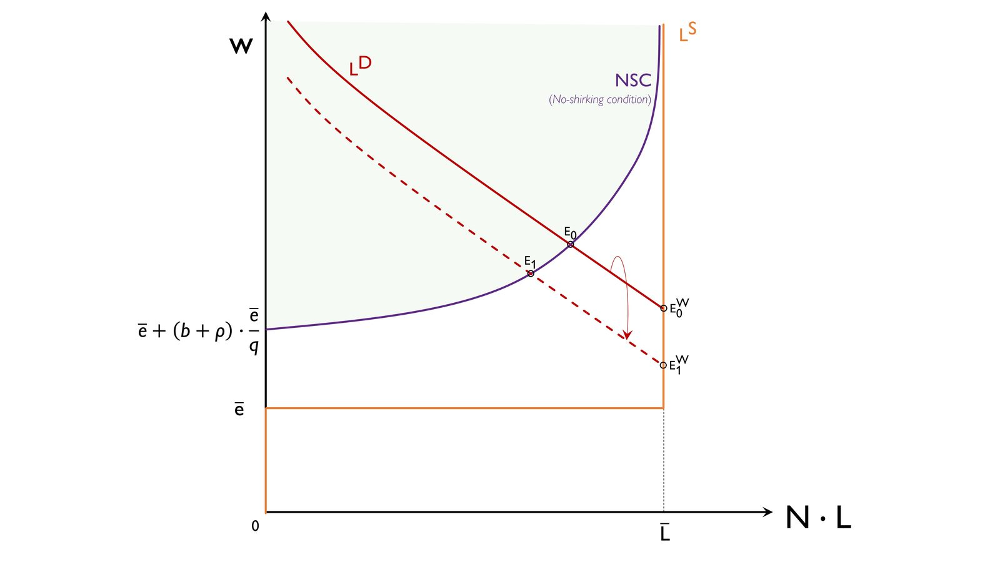 w
L^S
L^D
NSC
(No-shirking condition)
E₀
E₁
E₀^W
ē + (b + ρ) · ē/q
E₁^W
ē
0
L̄
N · L